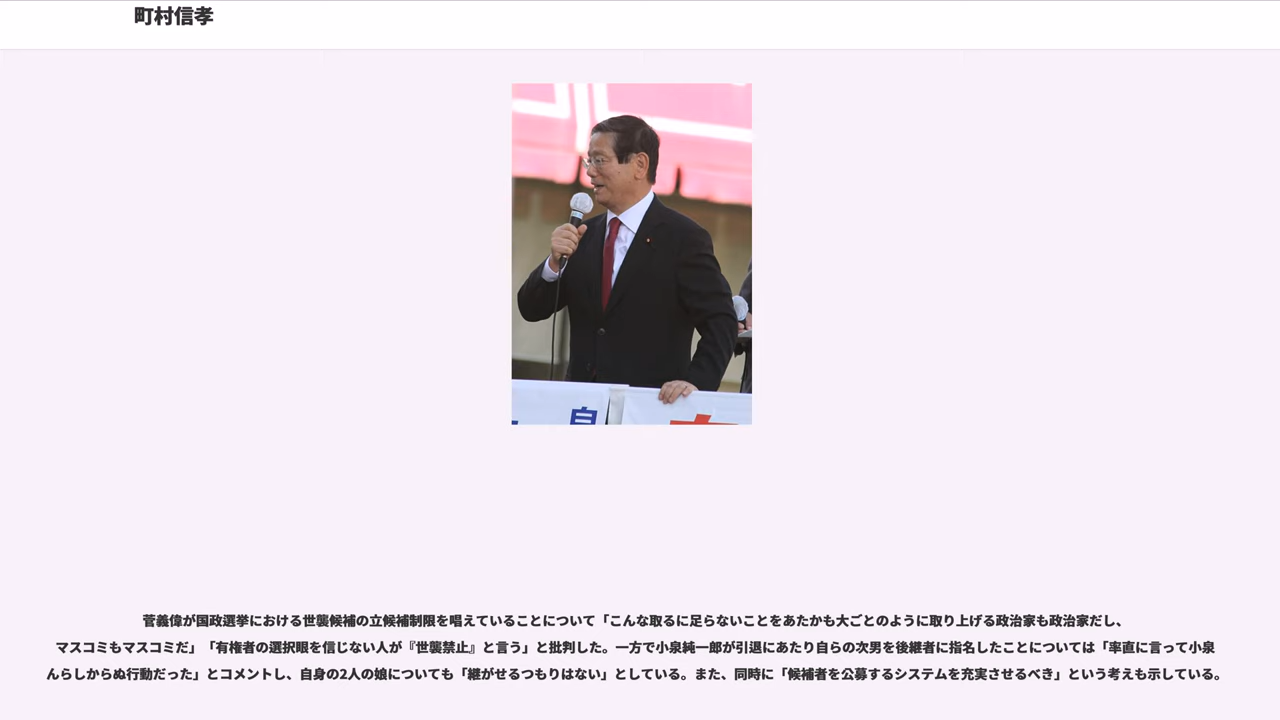 町村信孝
自
菅義偉が国政選挙における世襲候補の立候補制限を唱えていることについて「こんな取るに足らないことをあたかも大ごとのように取り上げる政治家も政治家だし、
マスコミもマスコミだ」「有権者の選択眼を信じない人が『世襲禁止』と言う」と批判した。一方で小泉純一郎が引退にあたり自らの次男を後継者に指名したことについては「率直に言って小泉
んらしからぬ行動だった」とコメントし、自身の2人の娘についても「継がせるつもりはない」としている。また、同時に「候補者を公募するシステムを充実させるべき」という考えも示している。